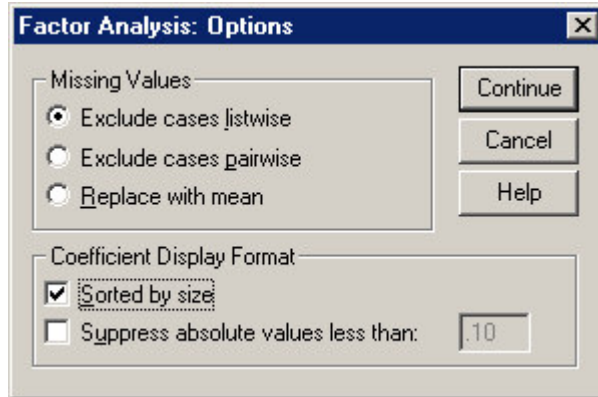 Factor Analysis: Options
Missing Values
Exclude cases listwise
Exclude cases pairwise
Replace with mean
Continue
Cancel
Help
Coefficient Display Format
Sorted by size
Suppress absolute values less than: .10